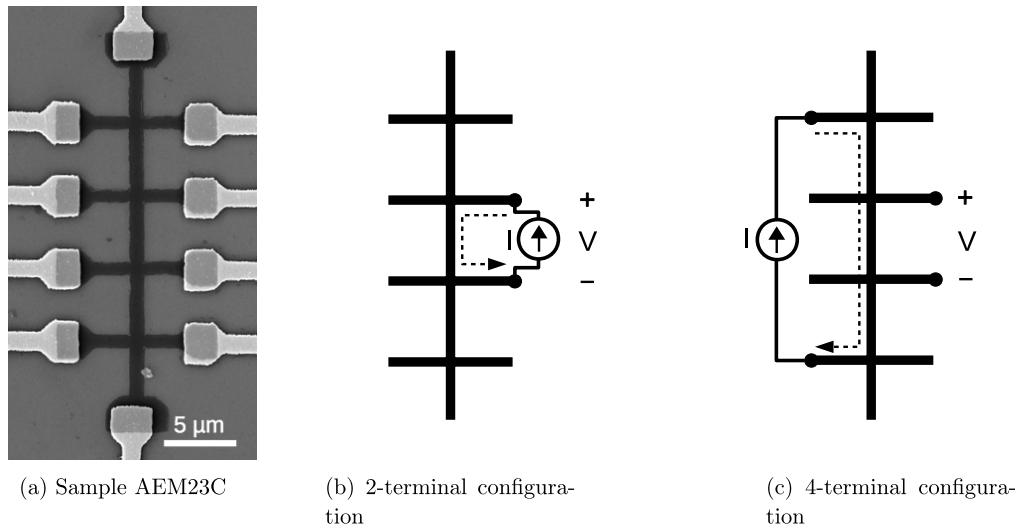 5 μm
I
+
V
−
I
+
V
−
(a) Sample AEM23C
(b) 2-terminal configura-
tion
(c) 4-terminal configura-
tion